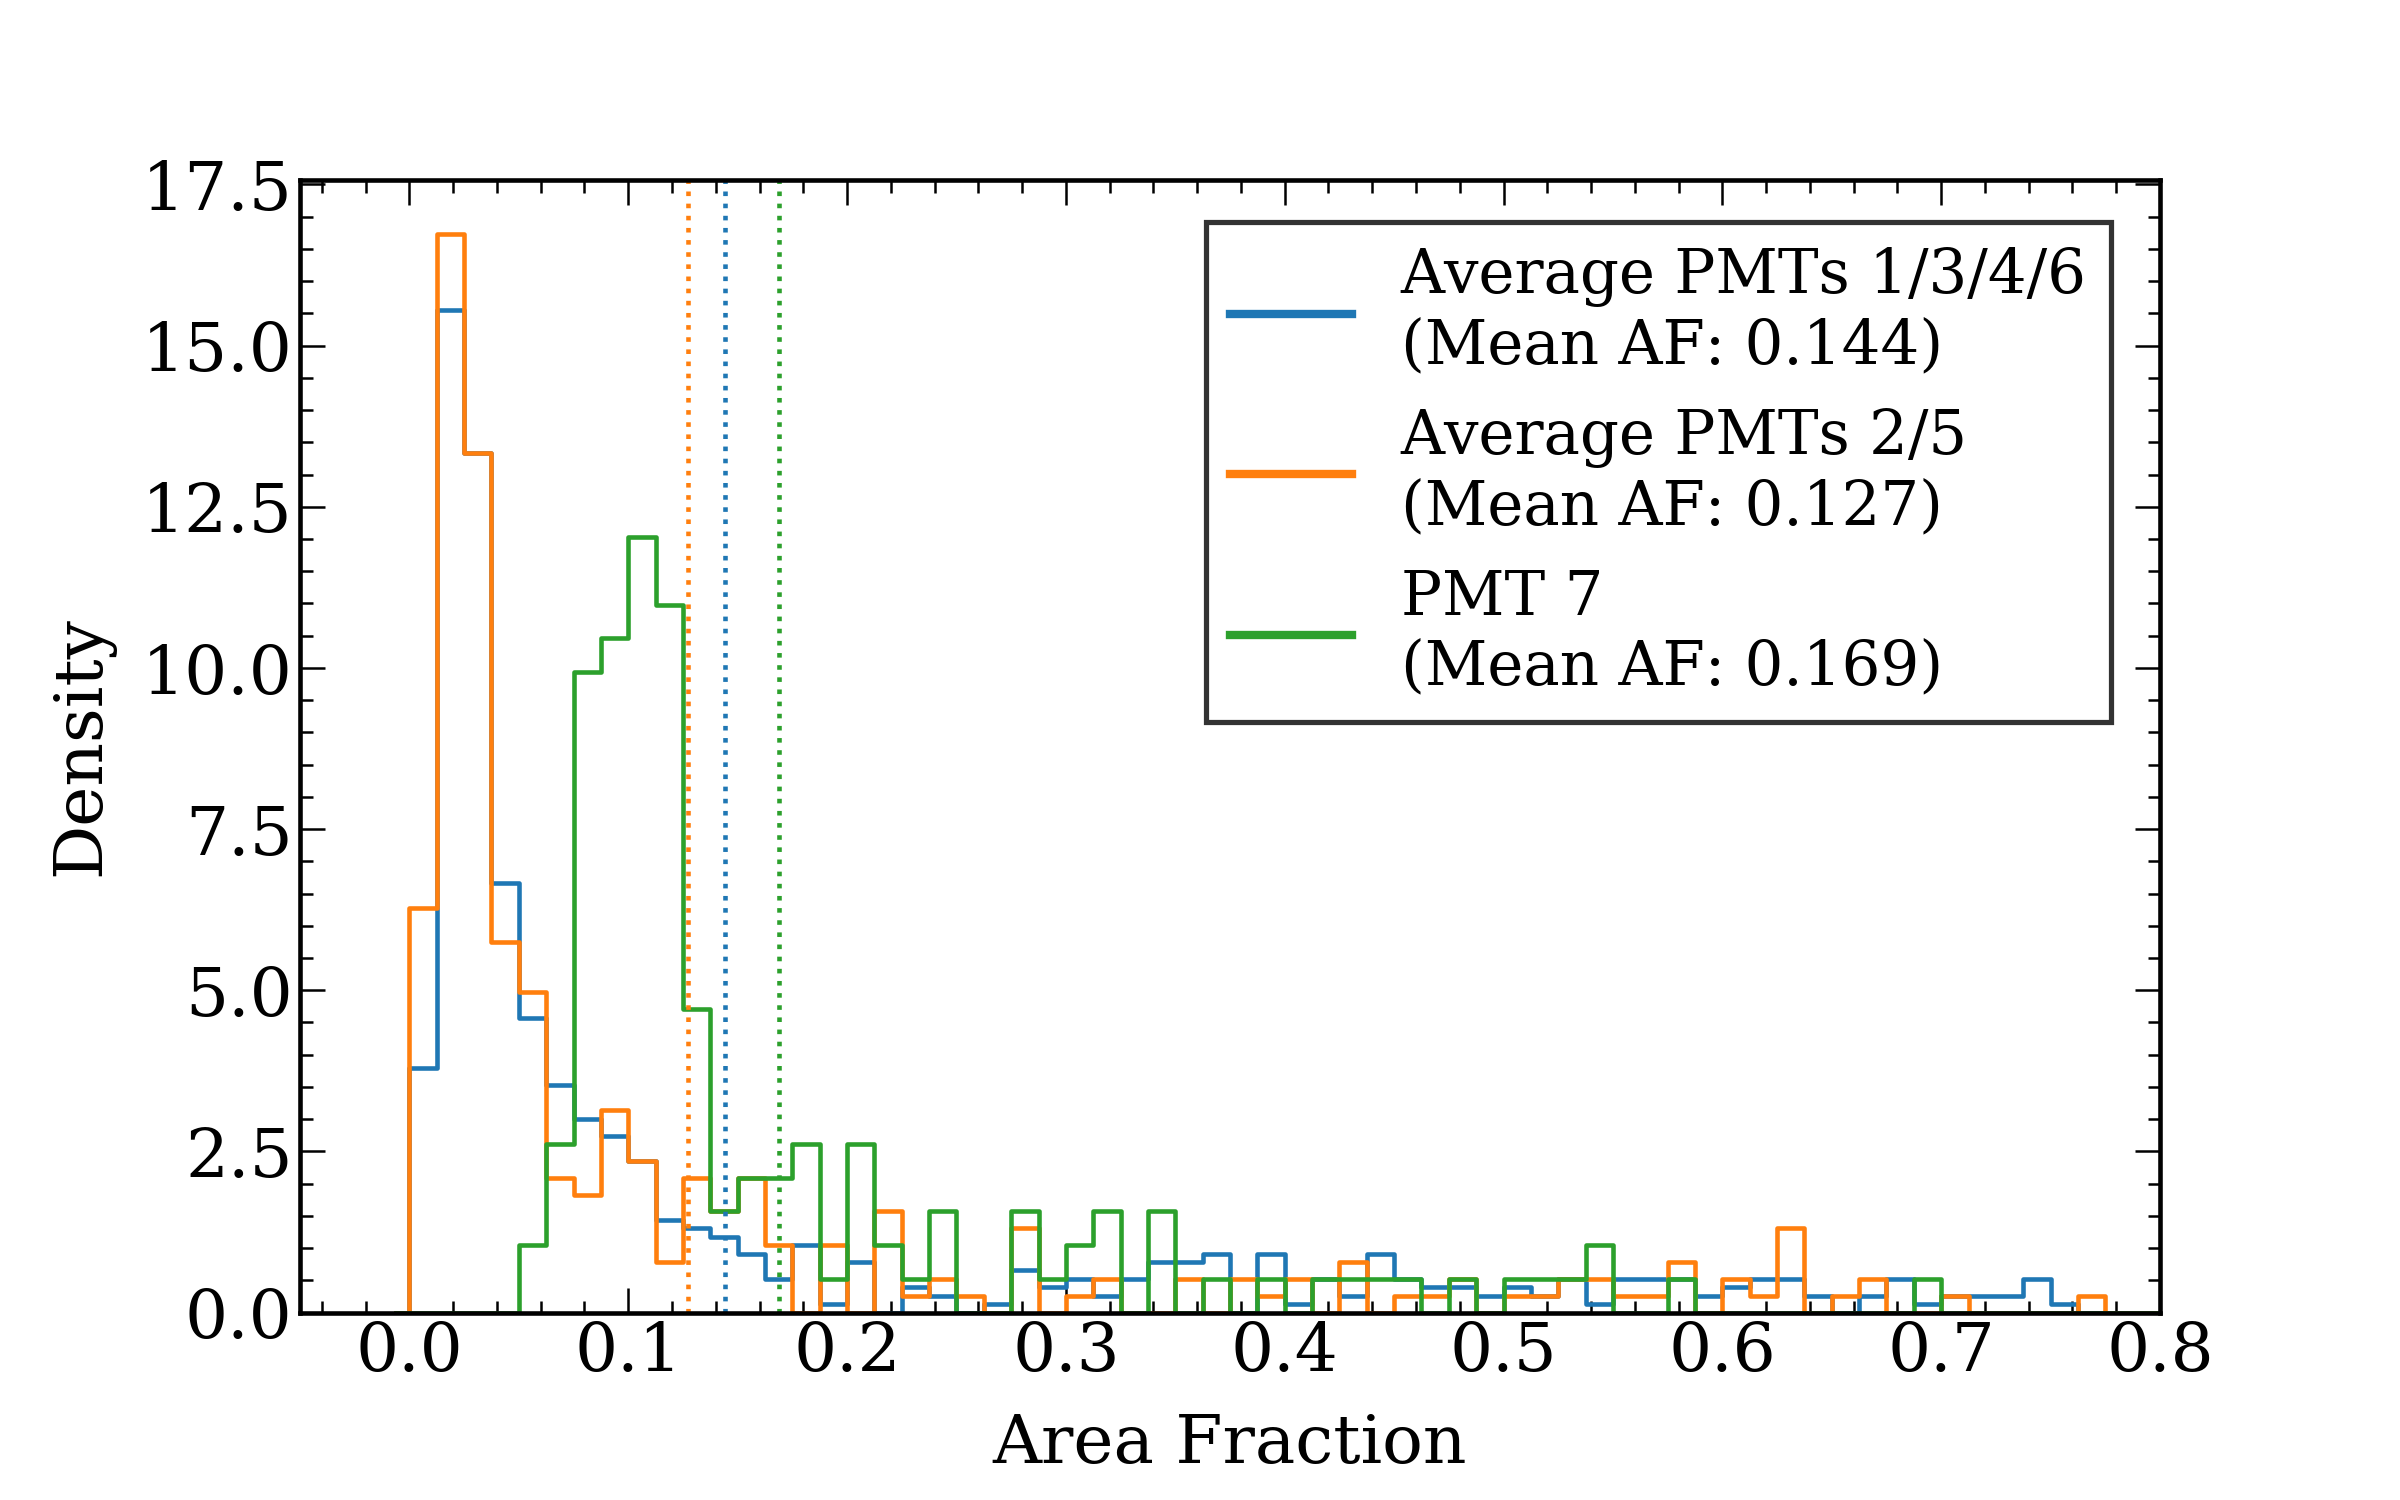 17.5
15.0
12.5
10.0
7.5
5.0
2.5
0.0
Density
Average PMTs 1/3/4/6
(Mean AF: 0.144)
Average PMTs 2/5
(Mean AF: 0.127)
PMT 7
(Mean AF: 0.169)
0.0 0.1 0.2 0.3 0.4 0.5 0.6 0.7 0.8
Area Fraction